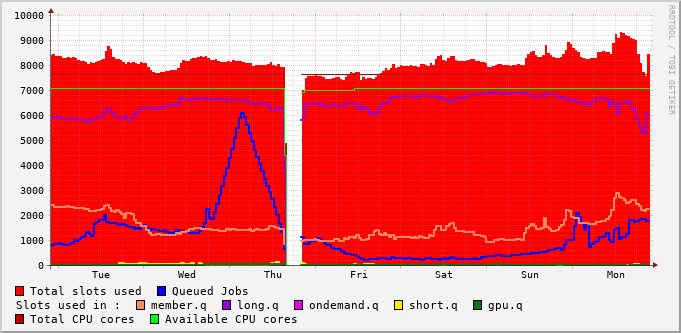 10000
9000
8000
7000
6000
5000
4000
3000
2000
1000
0
Tue Wed Thu Fri Sat Sun Mon
Total slots used Queued Jobs
Slots used in : member.q long.q ondemand.q short.q gpu.q
Total CPU cores Available CPU cores
RRDTOOL / TOBI OETIKER